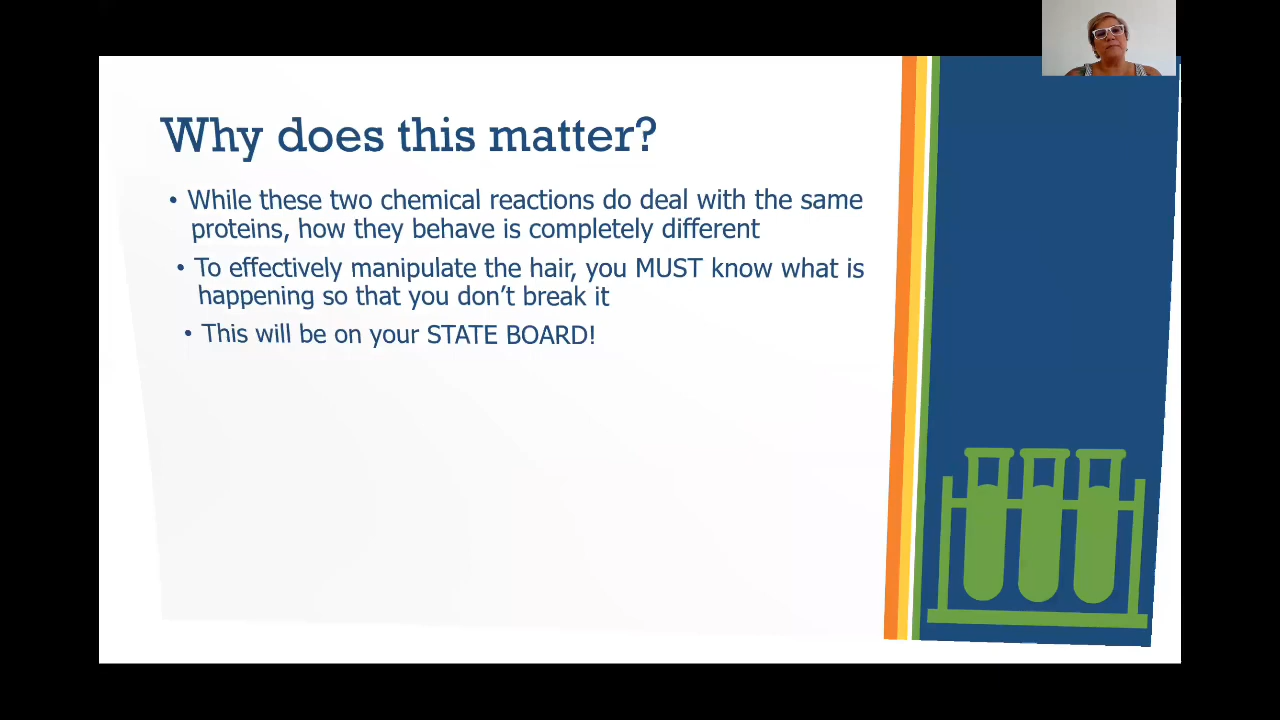 Why does this matter?
• While these two chemical reactions do deal with the same
proteins, how they behave is completely different
• To effectively manipulate the hair, you MUST know what is
happening so that you don’t break it
• This will be on your STATE BOARD!